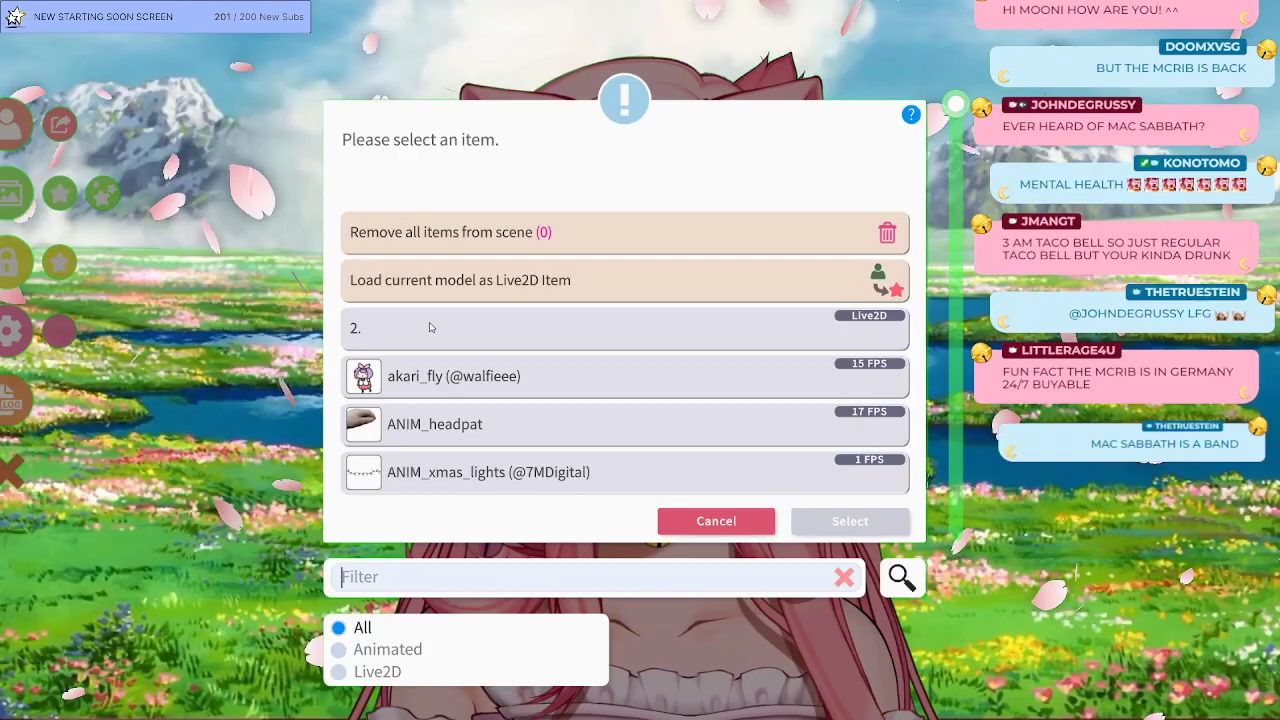 NEW STARTING SOON SCREEN 201 / 200 New Subs
LOG
Please select an item.
?
Remove all items from scene (0)
Load current model as Live2D Item
2.
Live2D
akari_fly (@walfieee)
15 FPS
ANIM_headpat
17 FPS
ANIM_xmas_lights (@7MDigital)
1 FPS
Cancel
Select
Filter
All
Animated
Live2D
HI MOONI HOW ARE YOU! ^^
DOOMXVSG
BUT THE MCRIB IS BACK
JOHNDEGRUSSY
EVER HEARD OF MAC SABBATH?
KONOTOMO
MENTAL HEALTH
JMANGT
3 AM TACO BELL SO JUST REGULAR
TACO BELL BUT YOUR KINDA DRUNK
THETRUESTEIN
@JOHNDEGRUSSY LFG
LITTLERAGE4U
FUN FACT THE MCRIB IS IN GERMANY
24/7 BUYABLE
THETRUESTEIN
MAC SABBATH IS A BAND